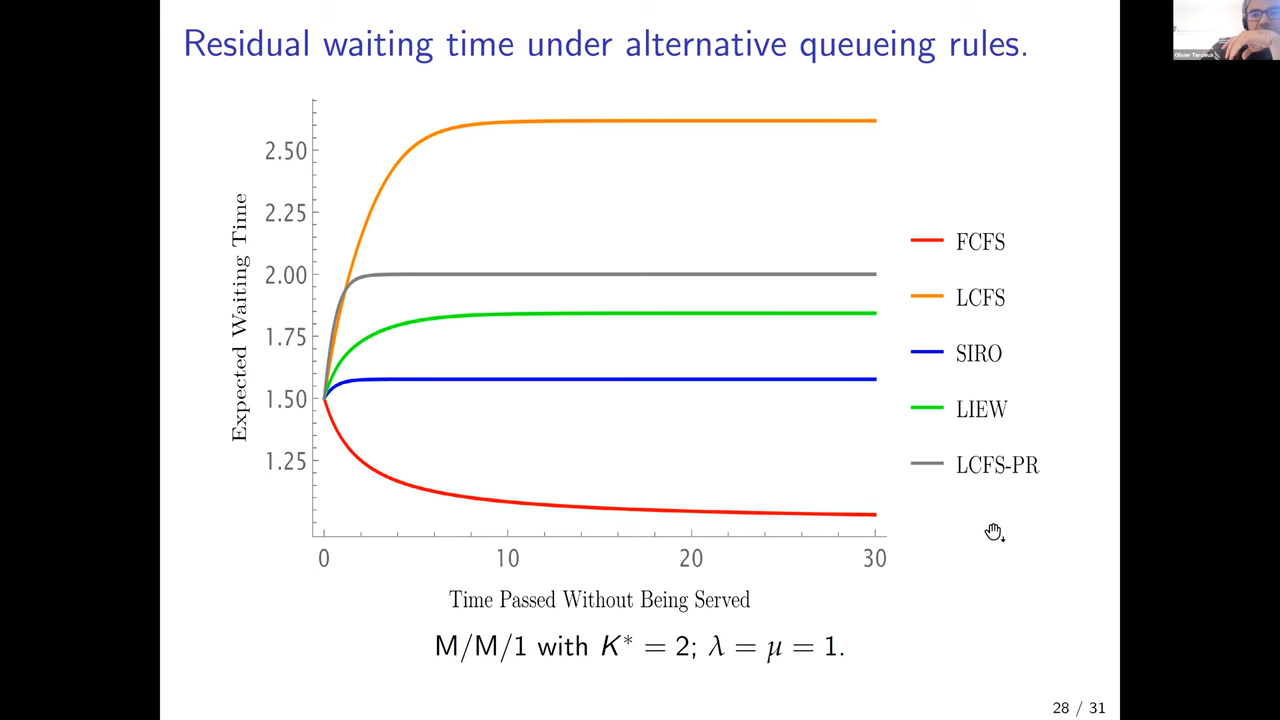 Residual waiting time under alternative queueing rules.
Olivier Tercieux
Expected Waiting Time
2.50
2.25
2.00
1.75
1.50
1.25
0
10
20
30
Time Passed Without Being Served
FCFS
LCFS
SIRO
LIEW
LCFS-PR
M/M/1 with K* = 2; λ = μ = 1.
28 / 31